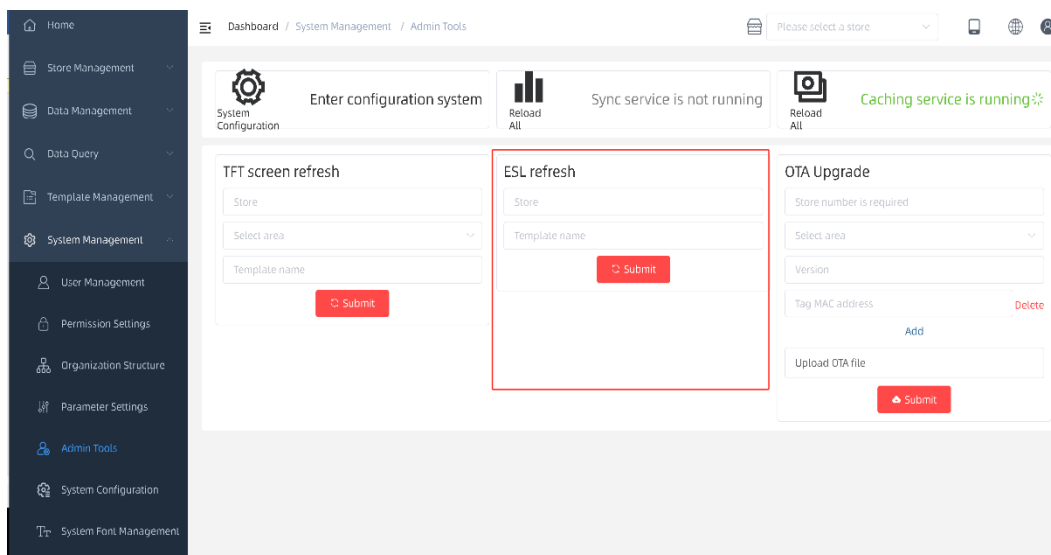 Home
Store Management
Data Management
Data Query
Template Management
System Management
User Management
Permission Settings
Organization Structure
Parameter Settings
Admin Tools
System Configuration
System Font Management
Dashboard / System Management / Admin Tools
Please select a store
System
Configuration
Enter configuration system
Reload
All
Sync service is not running
Reload
All
Caching service is running
TFT screen refresh
Store
Select area
Template name
Submit
ESL refresh
Store
Template name
Submit
OTA Upgrade
Store number is required
Select area
Version
Tag MAC address
Delete
Add
Upload OTA file
Submit